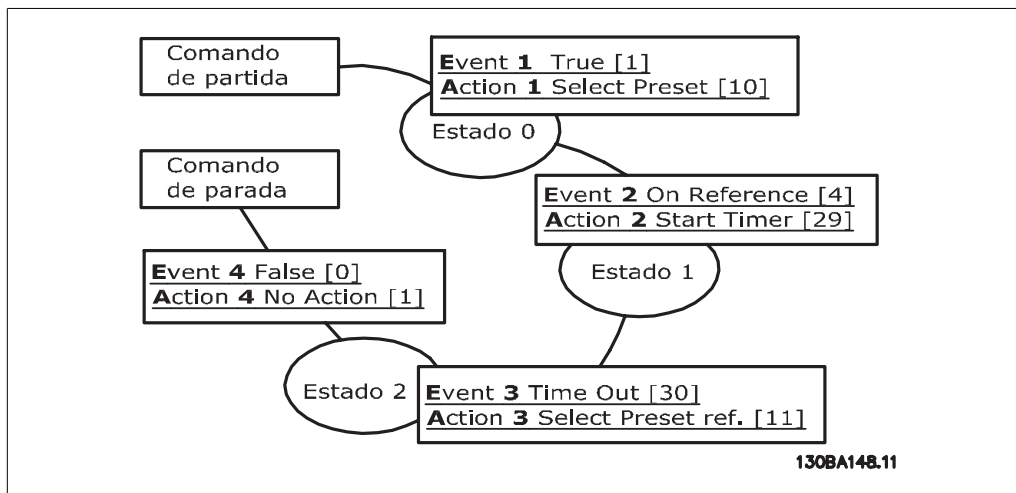 Comando
de partida
Event 1 True [1]
Action 1 Select Preset [10]
Estado 0
Comando
de parada
Event 2 On Reference [4]
Action 2 Start Timer [29]
Estado 1
Event 4 False [0]
Action 4 No Action [1]
Estado 2
Event 3 Time Out [30]
Action 3 Select Preset ref. [11]
130BA148.11